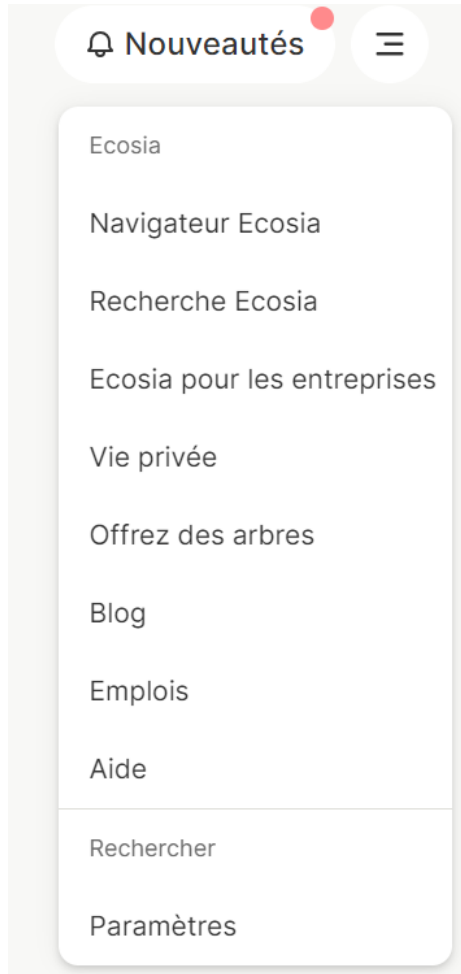 Nouveautés
Ecosia
Navigateur Ecosia
Recherche Ecosia
Ecosia pour les entreprises
Vie privée
Offrez des arbres
Blog
Emplois
Aide
Rechercher
Paramètres